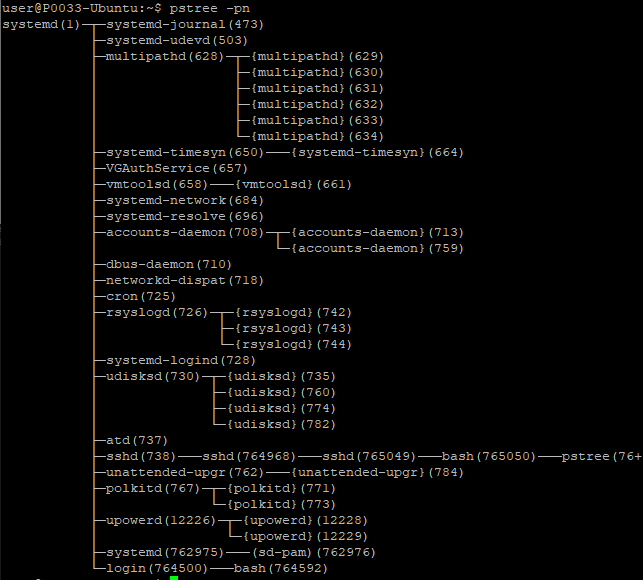 user@P0033-Ubuntu:~$ pstree -pn
systemd(1)─┬─systemd-journal(473)
           ├─systemd-udevd(503)
           ├─multipathd(628)─┬─{multipathd}(629)
           │                 ├─{multipathd}(630)
           │                 ├─{multipathd}(631)
           │                 ├─{multipathd}(632)
           │                 ├─{multipathd}(633)
           │                 └─{multipathd}(634)
           ├─systemd-timesyn(650)───{systemd-timesyn}(664)
           ├─VGAuthService(657)
           ├─vmtoolsd(658)───{vmtoolsd}(661)
           ├─systemd-network(684)
           ├─systemd-resolve(696)
           ├─accounts-daemon(708)─┬─{accounts-daemon}(713)
           │                      └─{accounts-daemon}(759)
           ├─dbus-daemon(710)
           ├─networkd-dispat(718)
           ├─cron(725)
           ├─rsyslogd(726)─┬─{rsyslogd}(742)
           │               ├─{rsyslogd}(743)
           │               └─{rsyslogd}(744)
           ├─systemd-logind(728)
           ├─udisksd(730)─┬─{udisksd}(735)
           │              ├─{udisksd}(760)
           │              ├─{udisksd}(774)
           │              └─{udisksd}(782)
           ├─atd(737)
           ├─sshd(738)───sshd(764968)───sshd(765049)───bash(765050)───pstree(76+
           ├─unattended-upgr(762)───{unattended-upgr}(784)
           ├─polkitd(767)─┬─{polkitd}(771)
           │              └─{polkitd}(773)
           ├─upowerd(12226)─┬─{upowerd}(12228)
           │                └─{upowerd}(12229)
           ├─systemd(762975)───(sd-pam)(762976)
           └─login(764500)───bash(764592)